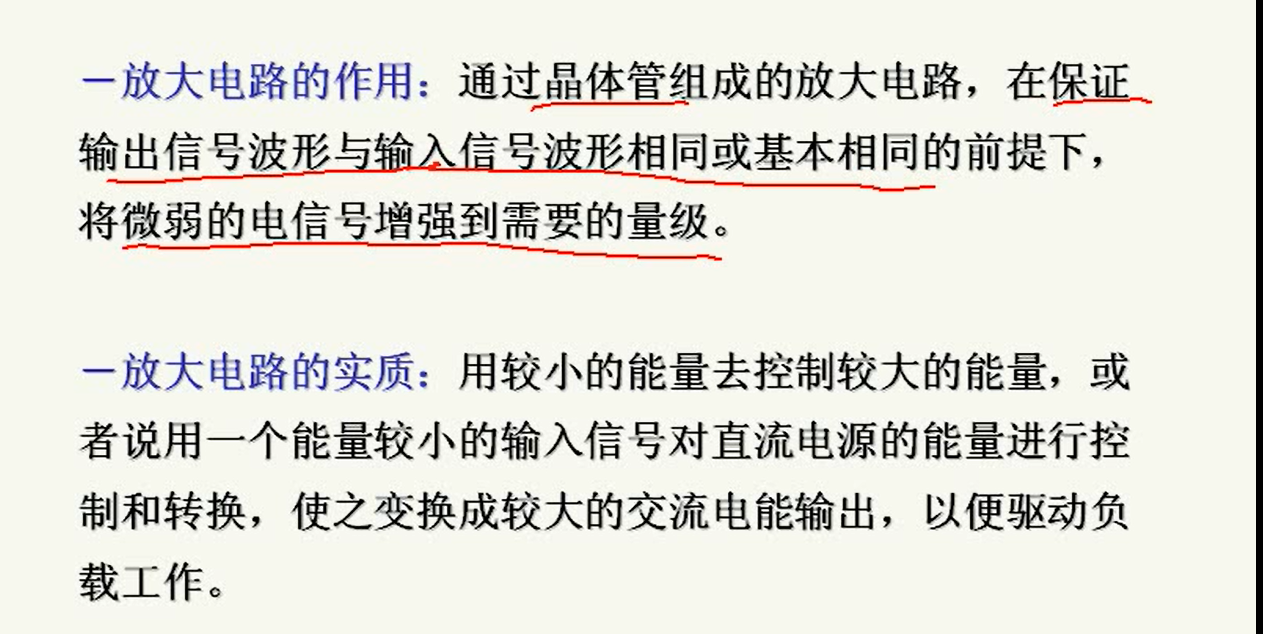 －放大电路的作用：通过晶体管组成的放大电路，在保证
输出信号波形与输入信号波形相同或基本相同的前提下，
将微弱的电信号增强到需要的量级。
－放大电路的实质：用较小的能量去控制较大的能量，或
者说用一个能量较小的输入信号对直流电源的能量进行控
制和转换，使之变换成较大的交流电能输出，以便驱动负
载工作。